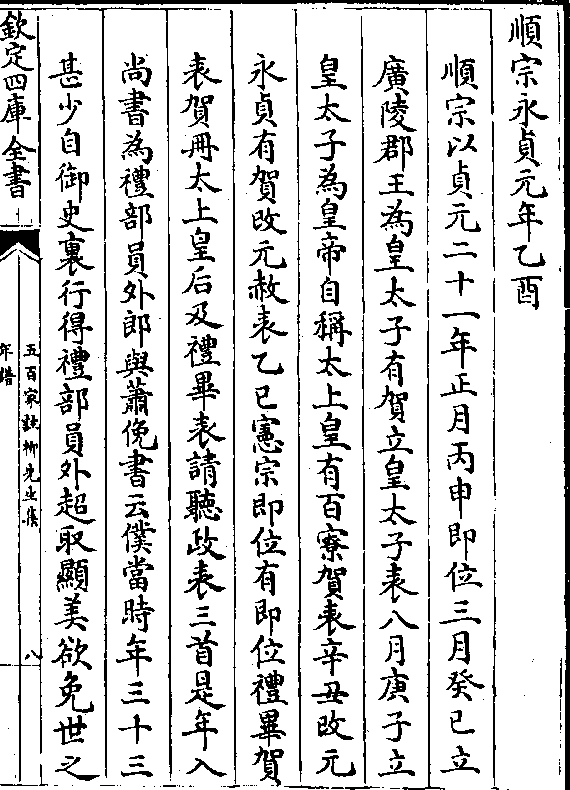 順宗永貞元年乙酉
順宗以貞元二十一年正月丙申即位三月癸巳立
廣陵郡王為皇太子有賀立皇太子表八月庚子立
皇太子為皇帝自稱太上皇有百寮賀表辛丑改元
永貞有賀改元赦表乙巳憲宗即位有即位禮畢賀
表賀冊太上皇后及禮畢表請聽政表三首是年入
尚書為禮部員外郎與蕭俛書云僕當時年三十三
甚少自御史裏行得禮部員外超取顯美欲免世之
欽定四庫全書
五百家註柳先生集
年譜
八